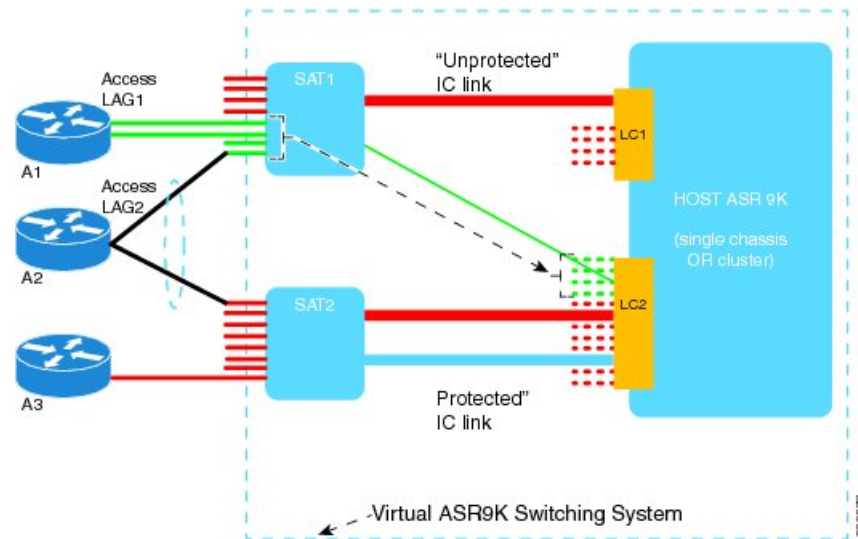 Access
LAG1
A1
Access
LAG2
A2
A3
SAT1
SAT2
“Unprotected”
IC link
LC1
HOST ASR 9K
(single chassis
OR cluster)
LC2
Protected”
IC link
Virtual ASR9K Switching System